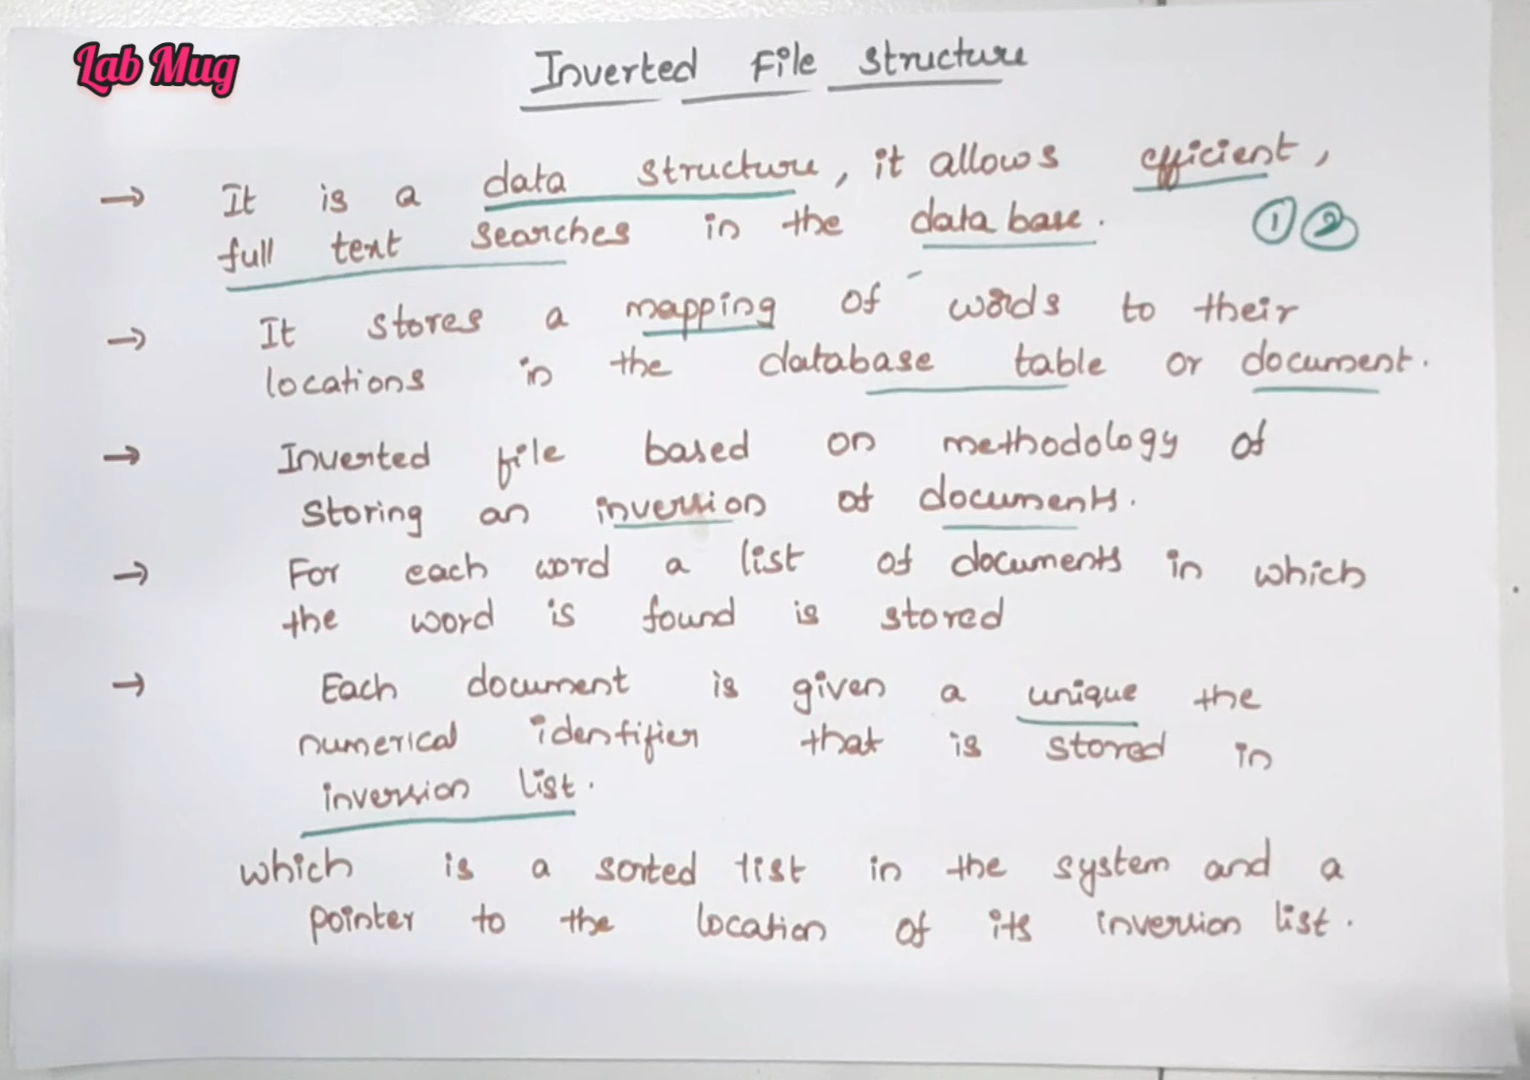 Lab Mug
Inverted File Structure
→ It is a data structure, it allows efficient,
full text searches in the data base. ① ②
→ It stores a mapping of words to their
locations in the database table or document.
→ Inverted file based on methodology of
storing an inversion of documents.
→ For each word a list of documents in which
the word is found is stored
→ Each document is given a unique the
numerical identifier that is stored in
inversion list.
which is a sorted list in the system and a
pointer to the location of its inversion list.